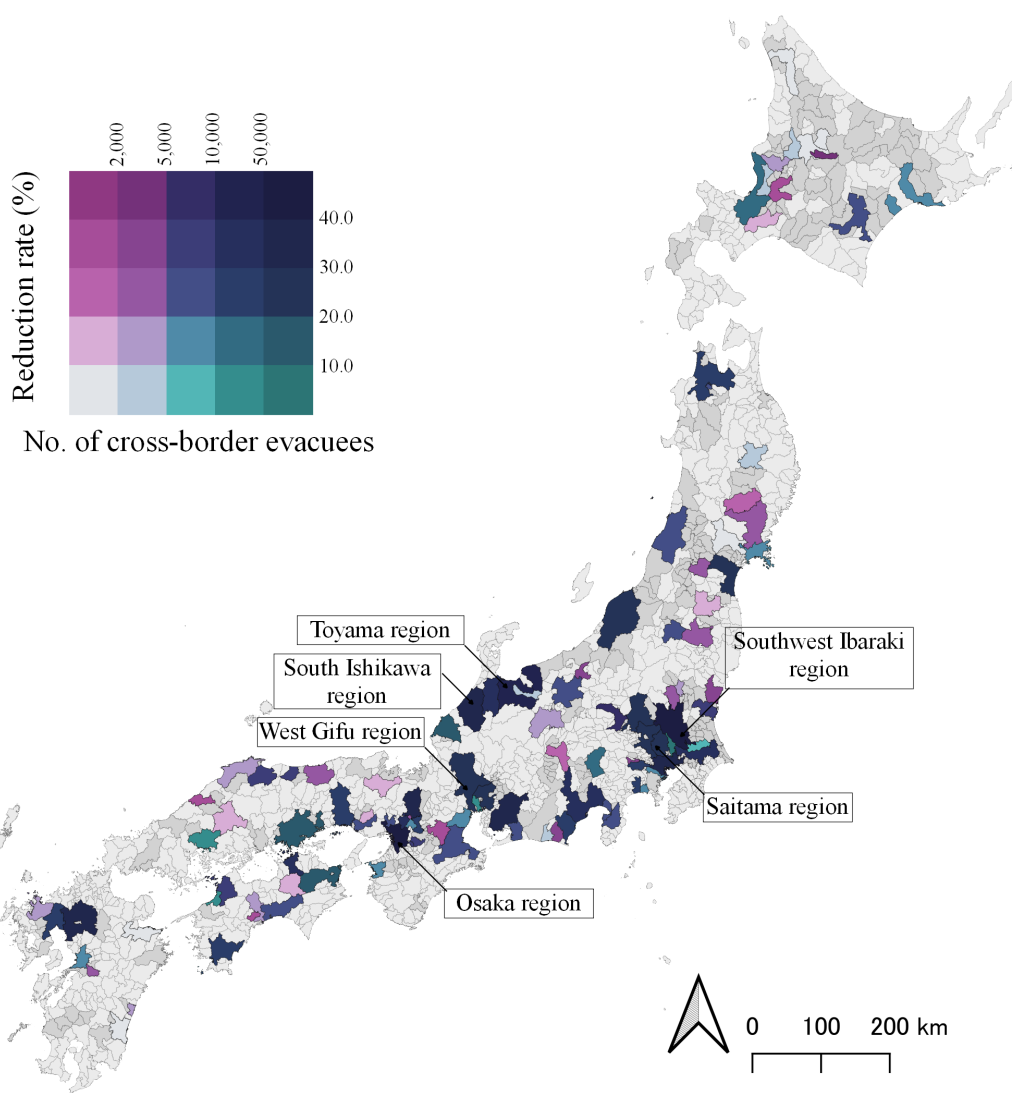 2,000
5,000
10,000
50,000
Reduction rate (%)
40.0
30.0
20.0
10.0
No. of cross-border evacuees
Toyama region
South Ishikawa
region
West Gifu region
Southwest Ibaraki
region
Saitama region
Osaka region
0 100 200 km